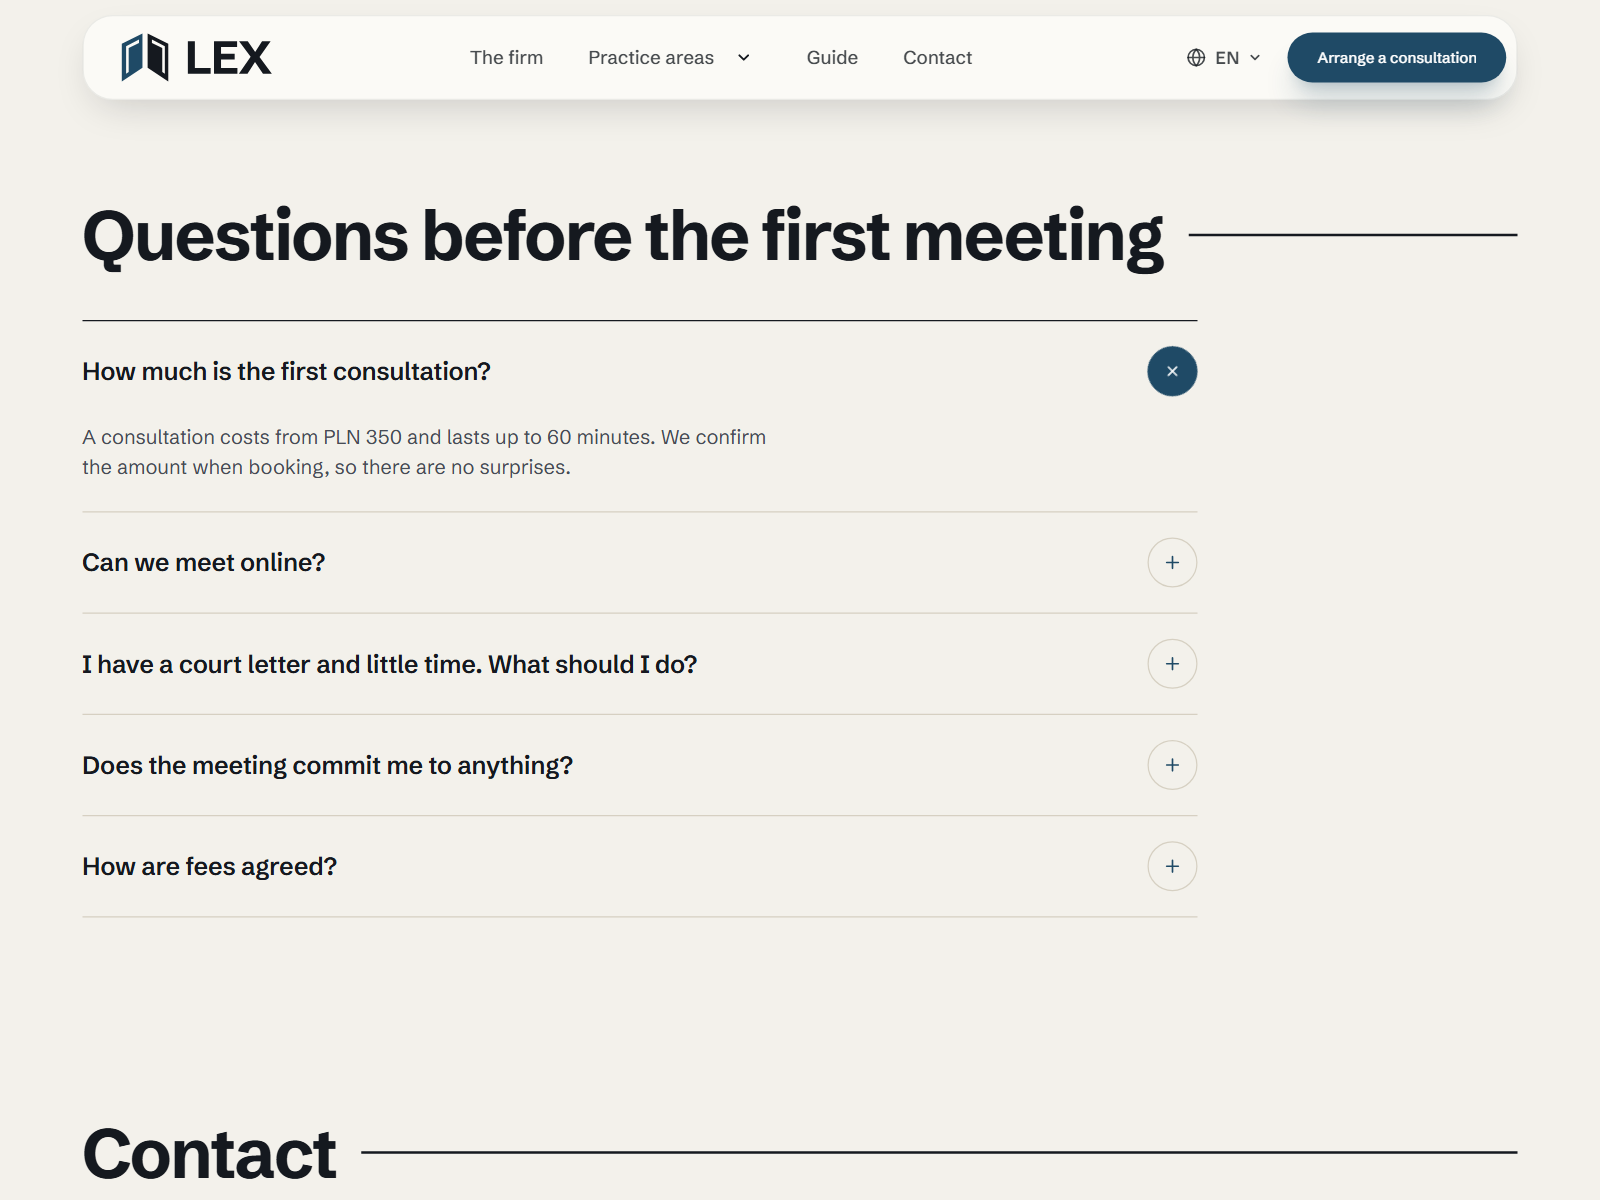 LEX
The firm
Practice areas
Guide
Contact
EN
Arrange a consultation
Questions before the first meeting
How much is the first consultation?
A consultation costs from PLN 350 and lasts up to 60 minutes. We confirm
the amount when booking, so there are no surprises.
Can we meet online?
I have a court letter and little time. What should I do?
Does the meeting commit me to anything?
How are fees agreed?
Contact